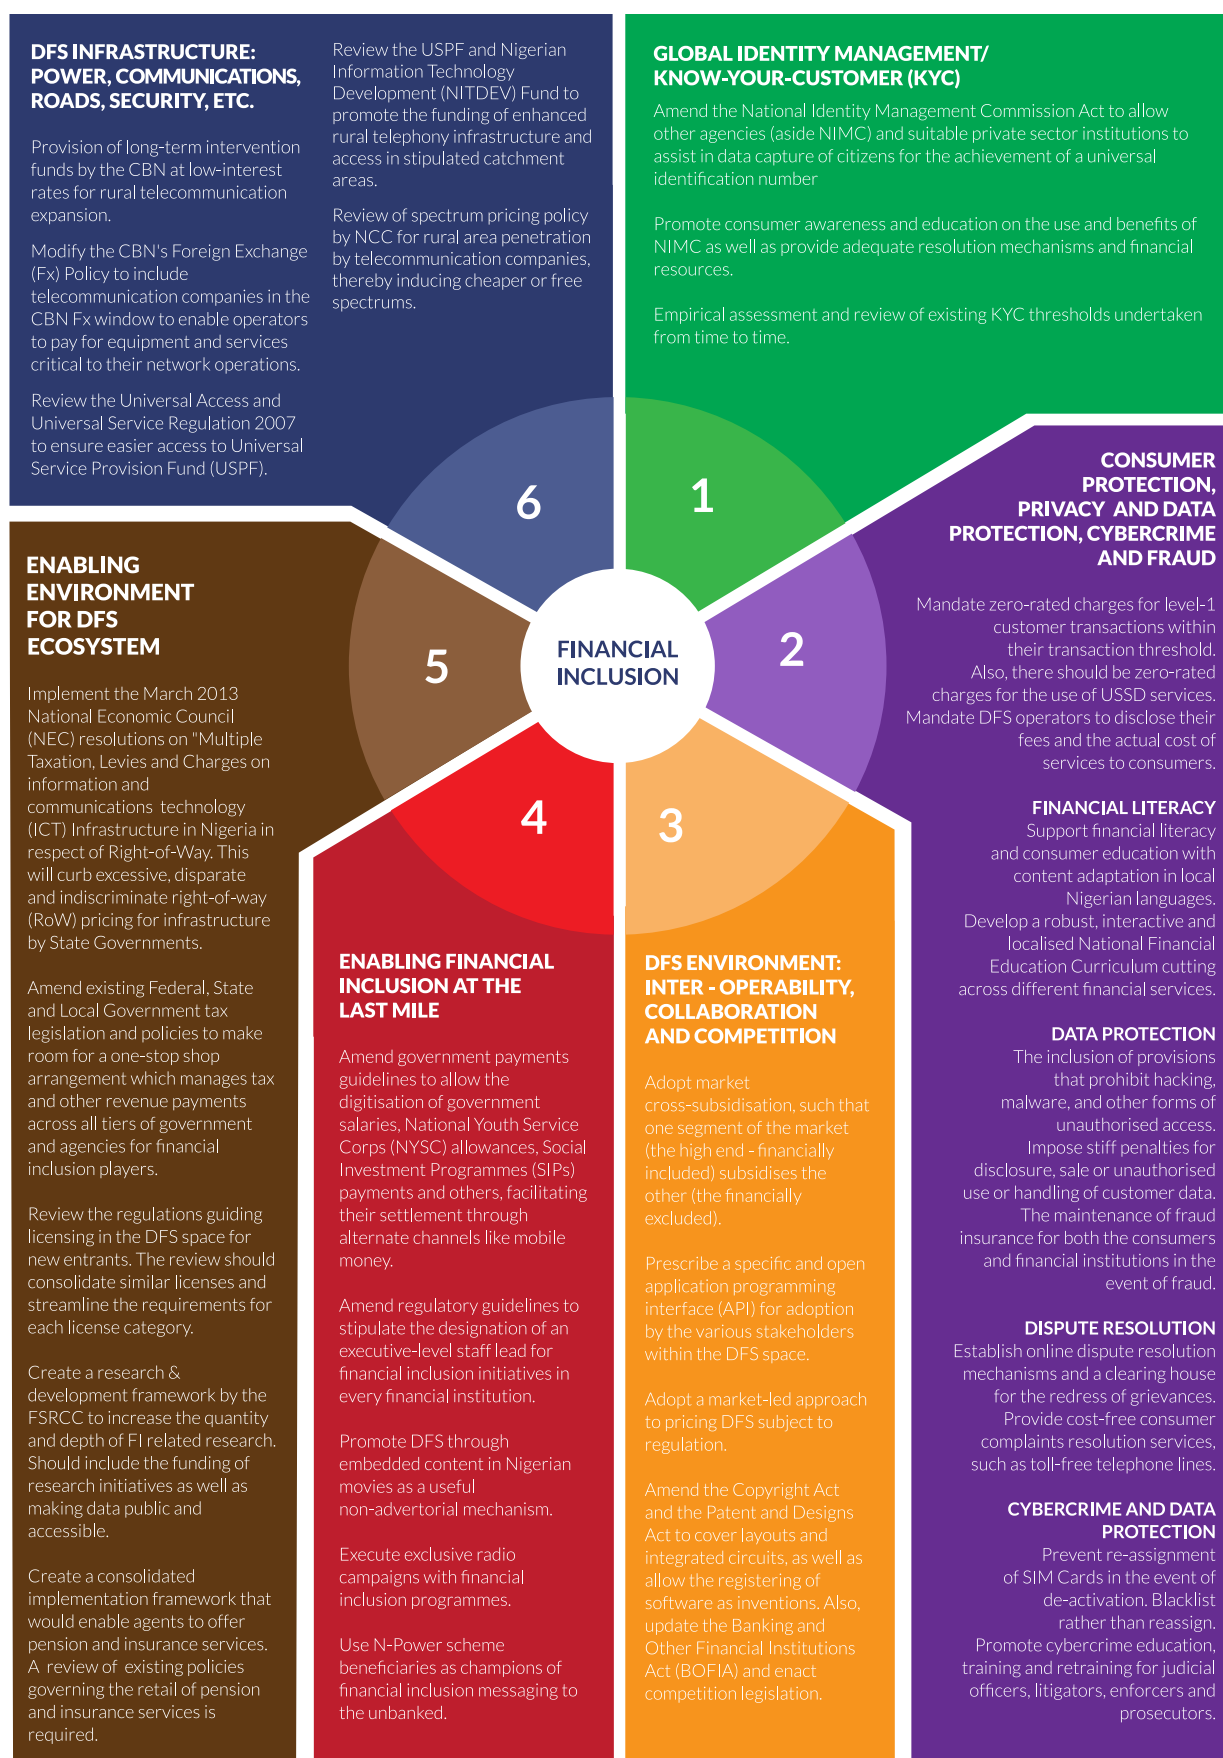 DFS INFRASTRUCTURE:
POWER, COMMUNICATIONS,
ROADS, SECURITY, ETC.
Provision of long-term intervention
funds by the CBN at low-interest
rates for rural telecommunication
expansion.
Modify the CBN's Foreign Exchange
(Fx) Policy to include
telecommunication companies in the
CBN Fx window to enable operators
to pay for equipment and services
critical to their network operations.
Review the Universal Access and
Universal Service Regulation 2007
to ensure easier access to Universal
Service Provision Fund (USPF).
Review the USPF and Nigerian
Information Technology
Development (NITDEV) Fund to
promote the funding of enhanced
rural telephony infrastructure and
access in stipulated catchment
areas.
Review of spectrum pricing policy
by NCC for rural area penetration
by telecommunication companies,
thereby inducing cheaper or free
spectrums.
GLOBAL IDENTITY MANAGEMENT/
KNOW-YOUR-CUSTOMER (KYC)
Amend the National Identity Management Commission Act to allow
other agencies (aside NIMC) and suitable private sector institutions to
assist in data capture of citizens for the achievement of a universal
identification number
Promote consumer awareness and education on the use and benefits of
NIMC as well as provide adequate resolution mechanisms and financial
resources.
Empirical assessment and review of existing KYC thresholds undertaken
from time to time.
6
1
5
FINANCIAL
INCLUSION
2
4
3
CONSUMER
PROTECTION,
PRIVACY AND DATA
PROTECTION, CYBERCRIME
AND FRAUD
Mandate zero-rated charges for level-1
customer transactions within
their transaction threshold.
Also, there should be zero-rated
charges for the use of USSD services.
Mandate DFS operators to disclose their
fees and the actual cost of
services to consumers.
FINANCIAL LITERACY
Support financial literacy
and consumer education with
content adaptation in local
Nigerian languages.
Develop a robust, interactive and
localised National Financial
Education Curriculum cutting
across different financial services.
DATA PROTECTION
The inclusion of provisions
that prohibit hacking,
malware, and other forms of
unauthorised access.
Impose stiff penalties for
disclosure, sale or unauthorised
use or handling of customer data.
The maintenance of fraud
insurance for both the consumers
and financial institutions in the
event of fraud.
DISPUTE RESOLUTION
Establish online dispute resolution
mechanisms and a clearing house
for the redress of grievances.
Provide cost-free consumer
complaints resolution services,
such as toll-free telephone lines.
CYBERCRIME AND DATA
PROTECTION
Prevent re-assignment
of SIM Cards in the event of
de-activation. Blacklist
rather than reassign.
Promote cybercrime education,
training and retraining for judicial
officers, litigators, enforcers and
prosecutors.
DFS ENVIRONMENT:
INTER - OPERABILITY,
COLLABORATION
AND COMPETITION
Adopt market
cross-subsidisation, such that
one segment of the market
(the high end - financially
included) subsidises the
other (the financially
excluded).
Prescribe a specific and open
application programming
interface (API) for adoption
by the various stakeholders
within the DFS space.
Adopt a market-led approach
to pricing DFS subject to
regulation.
Amend the Copyright Act
and the Patent and Designs
Act to cover layouts and
integrated circuits, as well as
allow the registering of
software as inventions. Also,
update the Banking and
Other Financial Institutions
Act (BOFIA) and enact
competition legislation.
ENABLING FINANCIAL
INCLUSION AT THE
LAST MILE
Amend government payments
guidelines to allow the
digitisation of government
salaries, National Youth Service
Corps (NYSC) allowances, Social
Investment Programmes (SIPs)
payments and others, facilitating
their settlement through
alternate channels like mobile
money.
Amend regulatory guidelines to
stipulate the designation of an
executive-level staff lead for
financial inclusion initiatives in
every financial institution.
Promote DFS through
embedded content in Nigerian
movies as a useful
non-advertorial mechanism.
Execute exclusive radio
campaigns with financial
inclusion programmes.
Use N-Power scheme
beneficiaries as champions of
financial inclusion messaging to
the unbanked.
ENABLING
ENVIRONMENT
FOR DFS
ECOSYSTEM
Implement the March 2013
National Economic Council
(NEC) resolutions on "Multiple
Taxation, Levies and Charges on
information and
communications technology
(ICT) Infrastructure in Nigeria in
respect of Right-of-Way. This
will curb excessive, disparate
and indiscriminate right-of-way
(RoW) pricing for infrastructure
by State Governments.
Amend existing Federal, State
and Local Government tax
legislation and policies to make
room for a one-stop shop
arrangement which manages tax
and other revenue payments
across all tiers of government
and agencies for financial
inclusion players.
Review the regulations guiding
licensing in the DFS space for
new entrants. The review should
consolidate similar licenses and
streamline the requirements for
each license category.
Create a research &
development framework by the
FSRCC to increase the quantity
and depth of FI related research.
Should include the funding of
research initiatives as well as
making data public and
accessible.
Create a consolidated
implementation framework that
would enable agents to offer
pension and insurance services.
A review of existing policies
governing the retail of pension
and insurance services is
required.